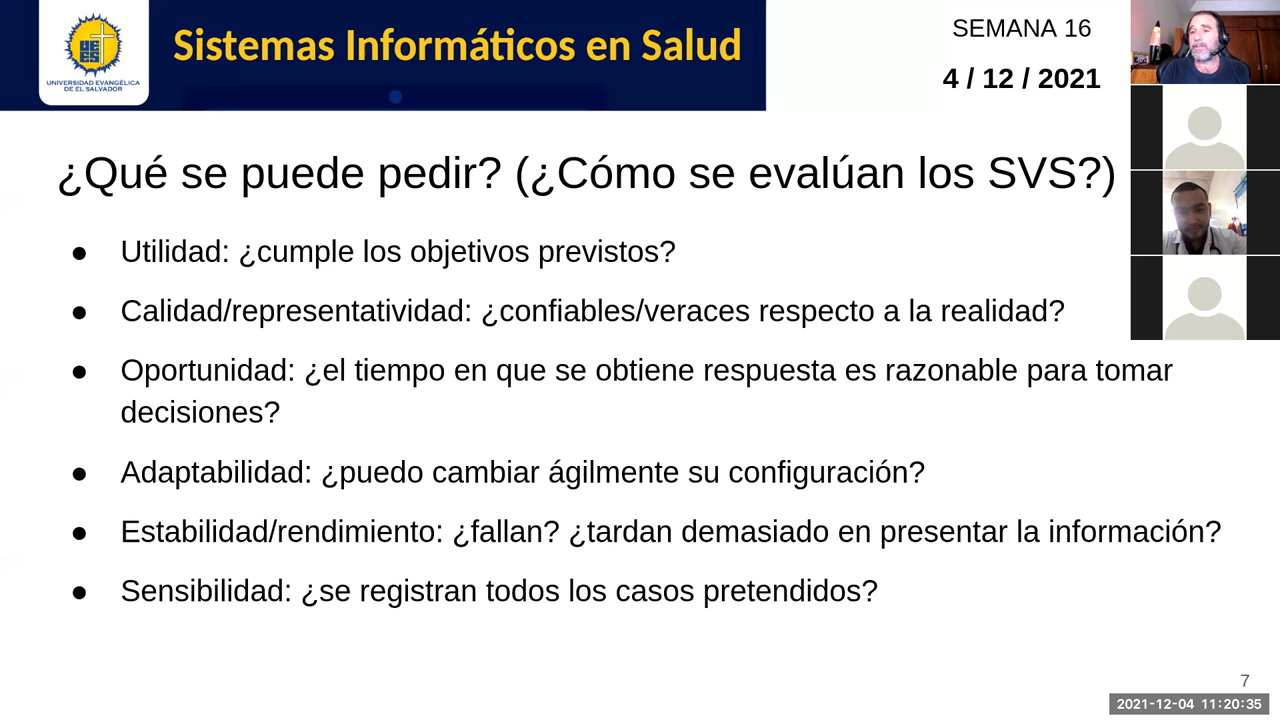 UEES
UNIVERSIDAD EVANGÉLICA
DE EL SALVADOR
Sistemas Informáticos en Salud
SEMANA 16
4 / 12 / 2021
¿Qué se puede pedir? (¿Cómo se evalúan los SVS?)
● Utilidad: ¿cumple los objetivos previstos?
● Calidad/representatividad: ¿confiables/veraces respecto a la realidad?
● Oportunidad: ¿el tiempo en que se obtiene respuesta es razonable para tomar
decisiones?
● Adaptabilidad: ¿puedo cambiar ágilmente su configuración?
● Estabilidad/rendimiento: ¿fallan? ¿tardan demasiado en presentar la información?
● Sensibilidad: ¿se registran todos los casos pretendidos?
7
2021-12-04 11:20:35